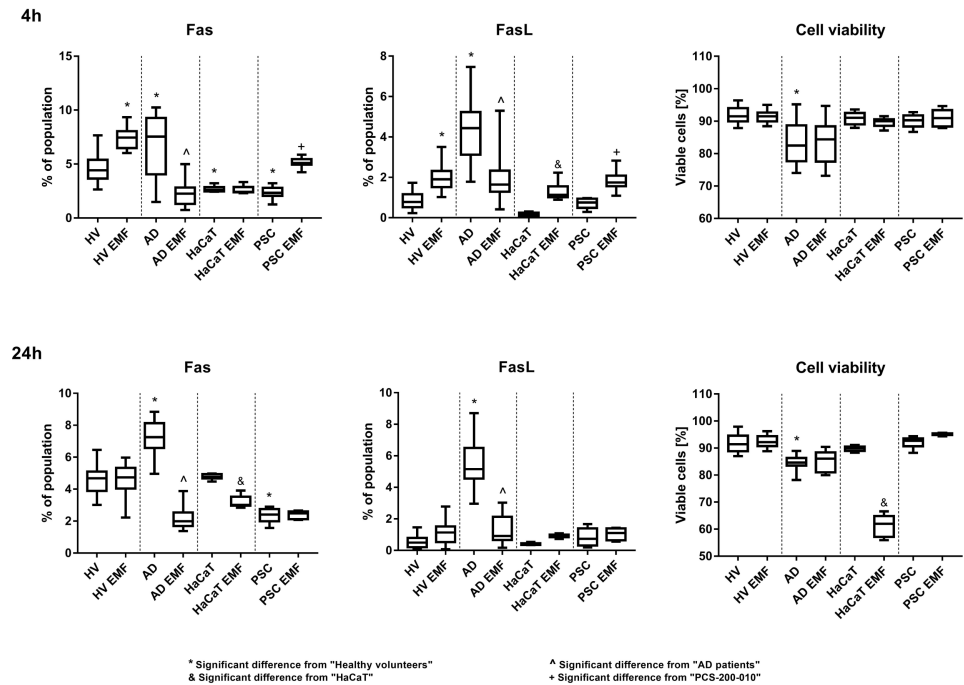 4h
Fas
FasL
Cell viability
% of population
15
10
5
0
*
*
^
*
*
+
HV
HV EMF
AD
AD EMF
HaCaT
HaCaT EMF
PSC
PSC EMF
% of population
8
6
4
2
0
*
*
^
&
+
HV
HV EMF
AD
AD EMF
HaCaT
HaCaT EMF
PSC
PSC EMF
Viable cells [%]
110
100
90
80
70
60
*
HV
HV EMF
AD
AD EMF
HaCaT
HaCaT EMF
PSC
PSC EMF
24h
Fas
FasL
Cell viability
% of population
10
8
6
4
2
0
*
^
&
*
HV
HV EMF
AD
AD EMF
HaCaT
HaCaT EMF
PSC
PSC EMF
% of population
10
8
6
4
2
0
*
^
HV
HV EMF
AD
AD EMF
HaCaT
HaCaT EMF
PSC
PSC EMF
Viable cells [%]
110
100
90
80
70
60
50
*
&
HV
HV EMF
AD
AD EMF
HaCaT
HaCaT EMF
PSC
PSC EMF
* Significant difference from "Healthy volunteers"
& Significant difference from "HaCaT"
^ Significant difference from "AD patients"
+ Significant difference from "PCS-200-010"